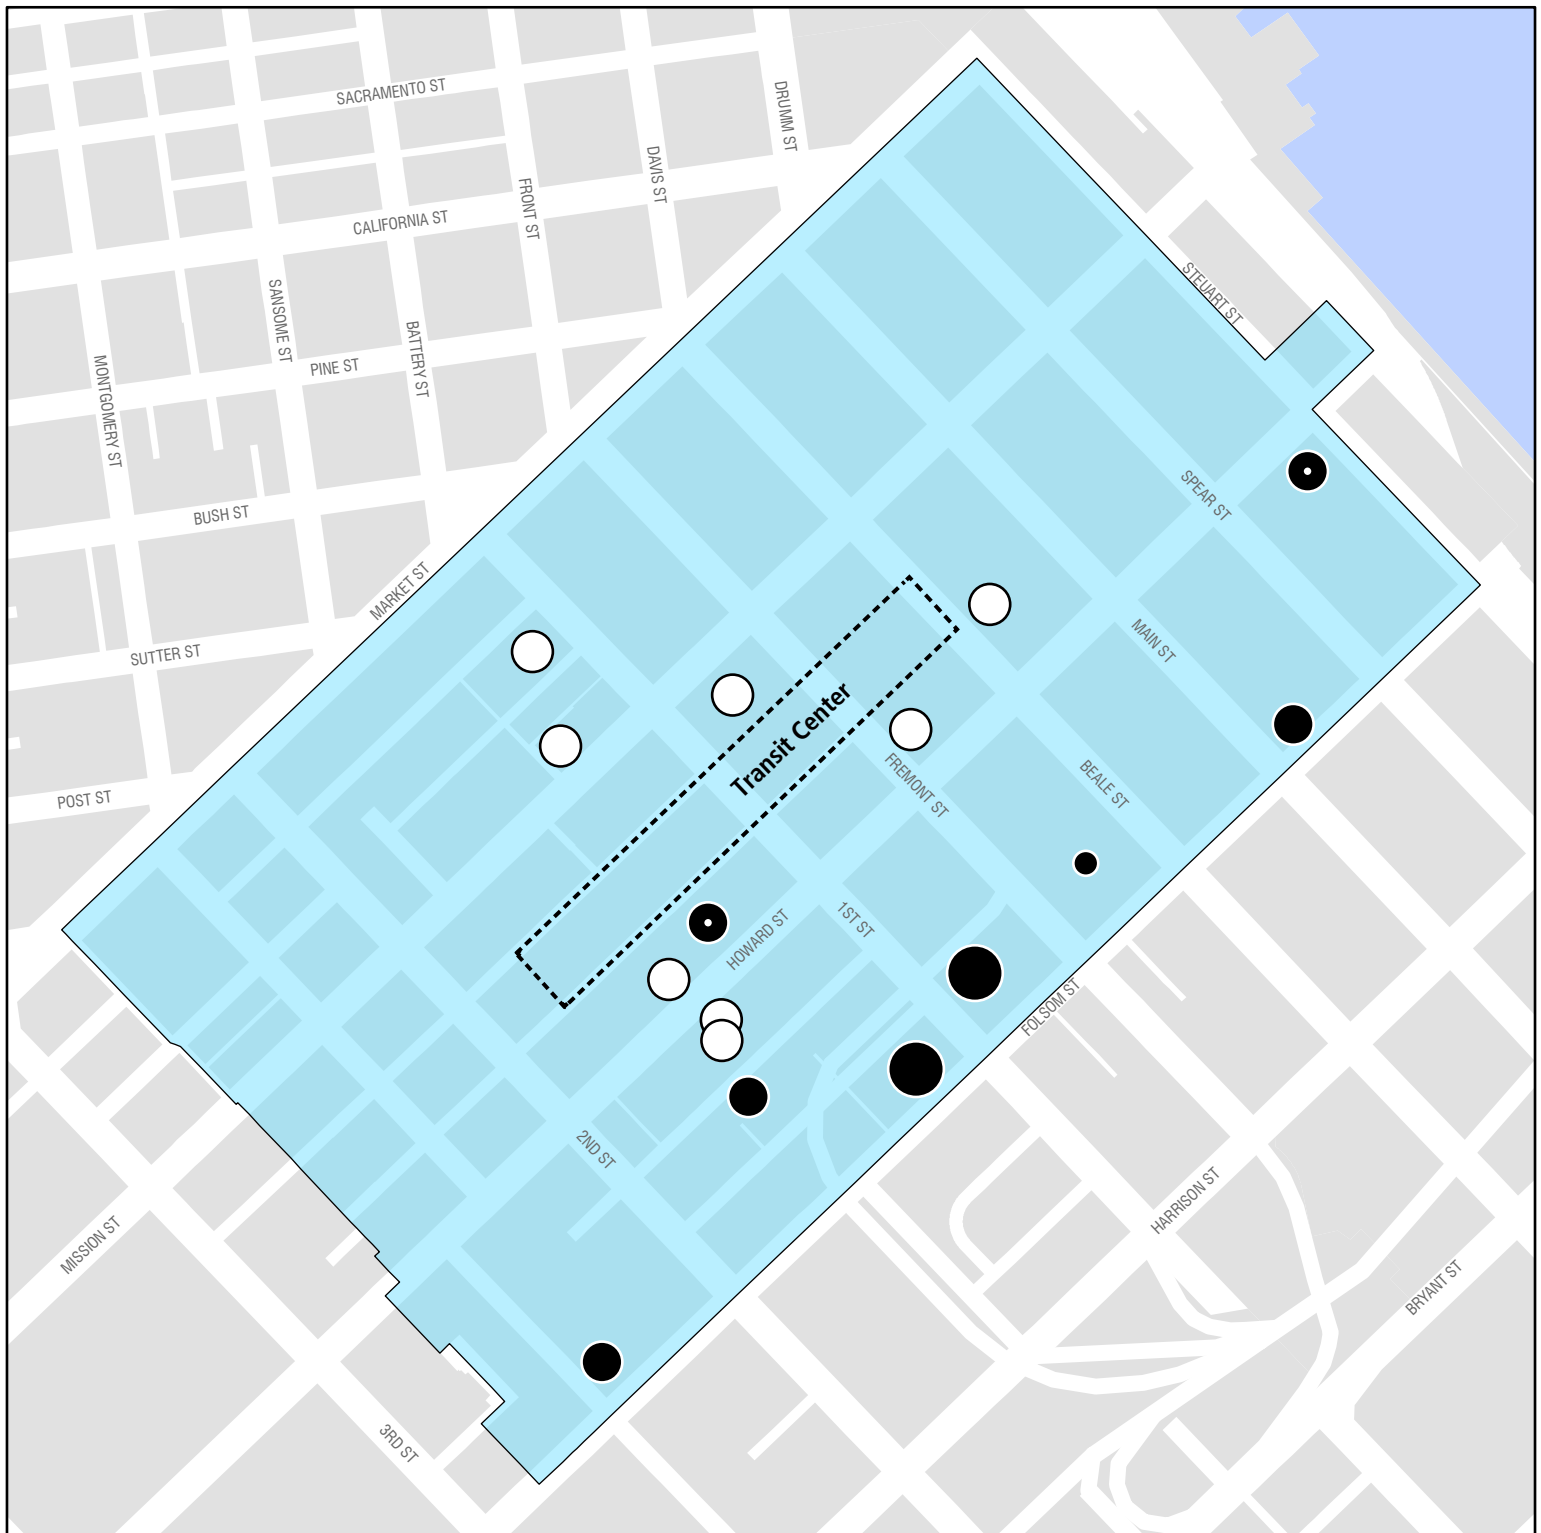 SACRAMENTO ST
DRUMM ST
DAVIS ST
FRONT ST
CALIFORNIA ST
STEUART ST
SANSOME ST
BATTERY ST
MONTGOMERY ST
PINE ST
SPEAR ST
BUSH ST
MARKET ST
MAIN ST
SUTTER ST
Transit Center
FREMONT ST
BEALE ST
POST ST
HOWARD ST
1ST ST
FOLSOM ST
2ND ST
HARRISON ST
MISSION ST
BRYANT ST
3RD ST